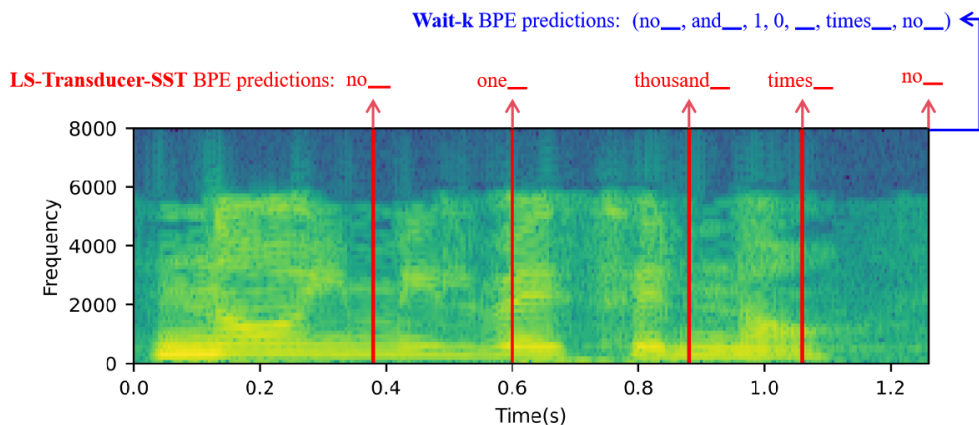 Wait-k BPE predictions: (no__, and__, 1, 0, __, times__, no__)
LS-Transducer-SST BPE predictions: no__ one__ thousand__ times__ no__
8000
6000
4000
2000
0
Frequency
0.0 0.2 0.4 0.6 0.8 1.0 1.2
Time(s)